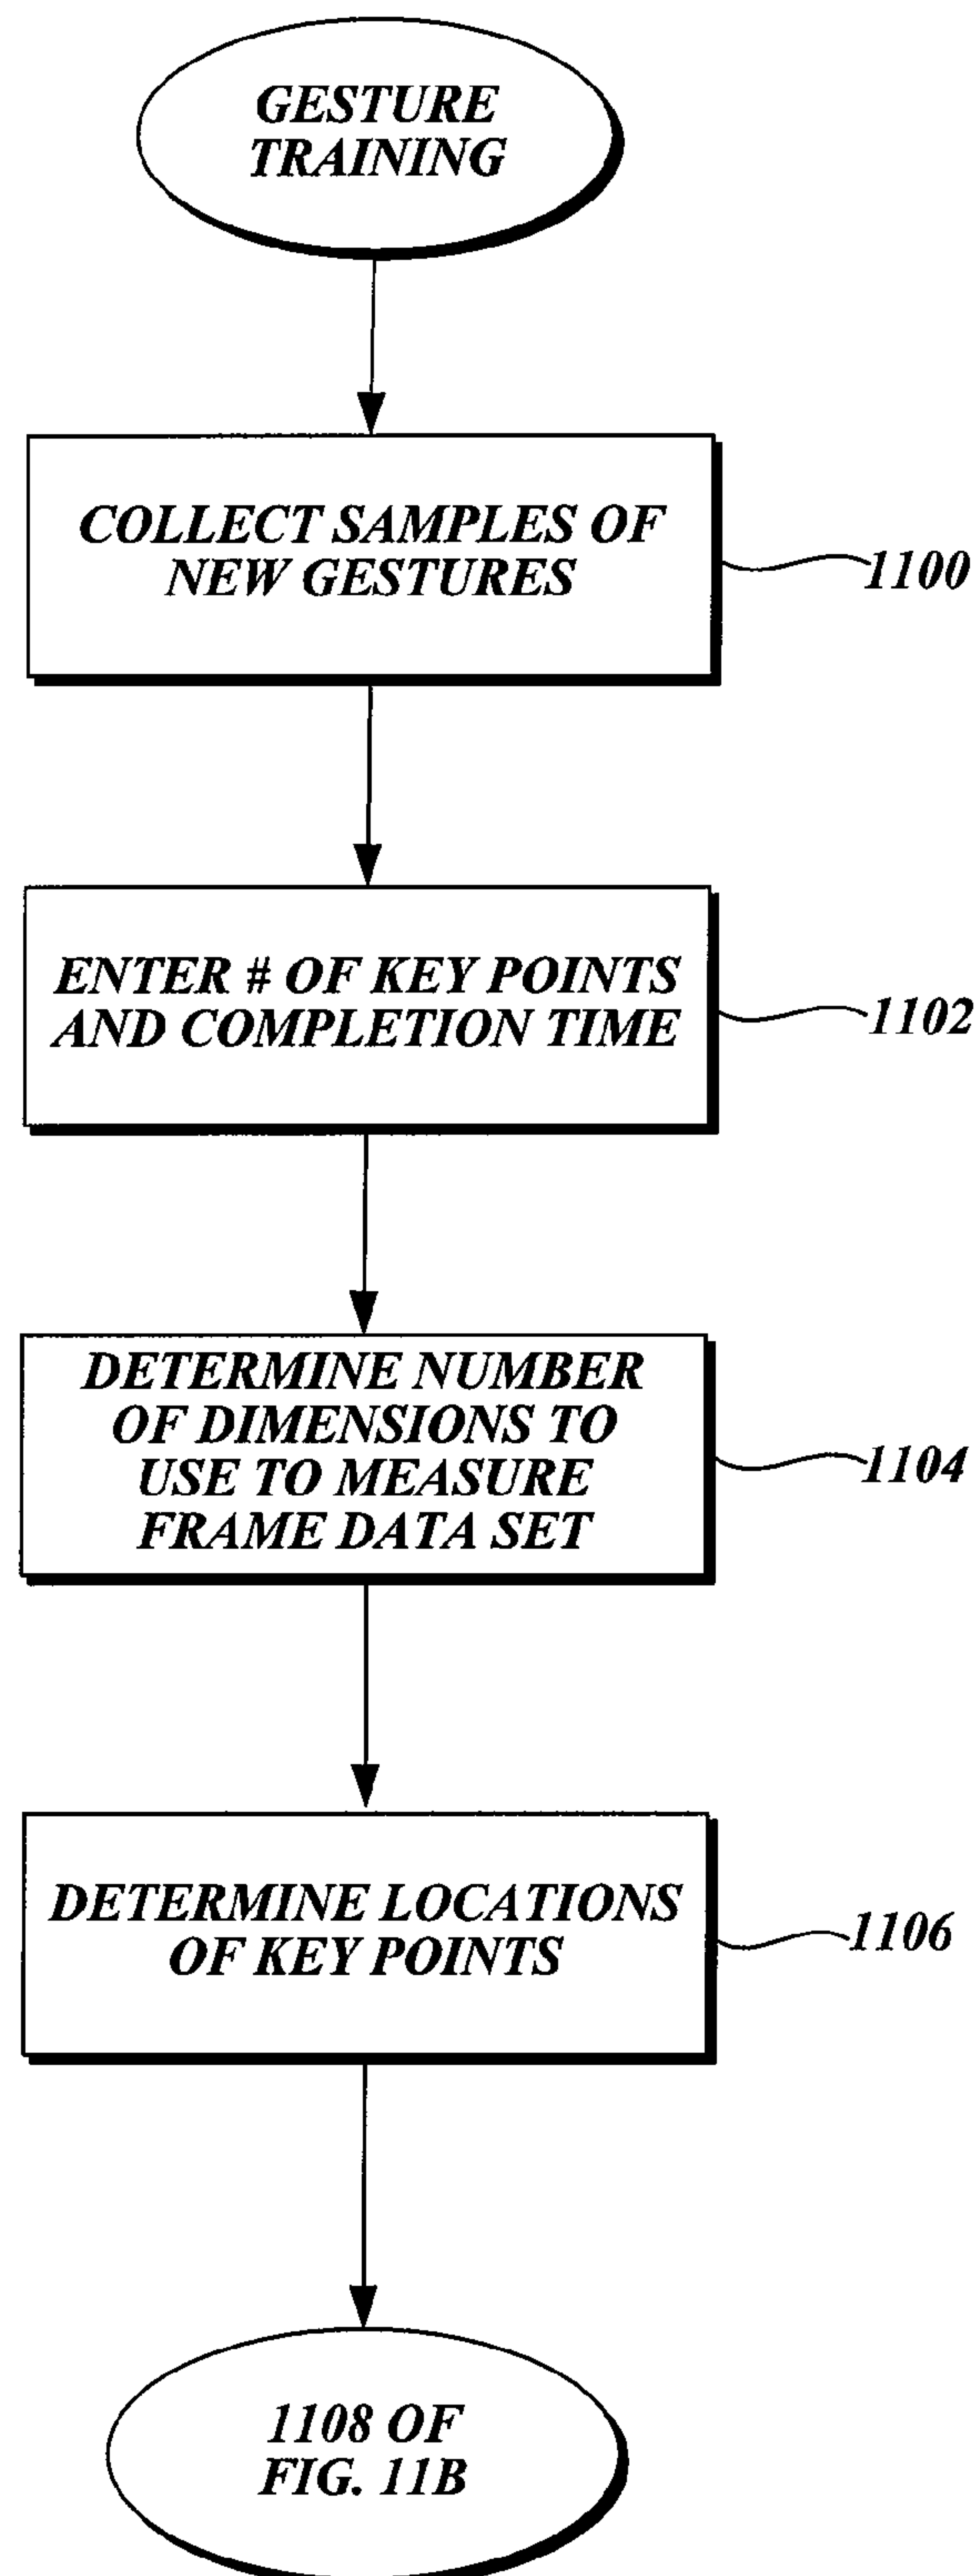 GESTURE
TRAINING
COLLECT SAMPLES OF
NEW GESTURES
1100
ENTER # OF KEY POINTS
AND COMPLETION TIME
1102
DETERMINE NUMBER
OF DIMENSIONS TO
USE TO MEASURE
FRAME DATA SET
1104
DETERMINE LOCATIONS
OF KEY POINTS
1106
1108 OF
FIG. 11B